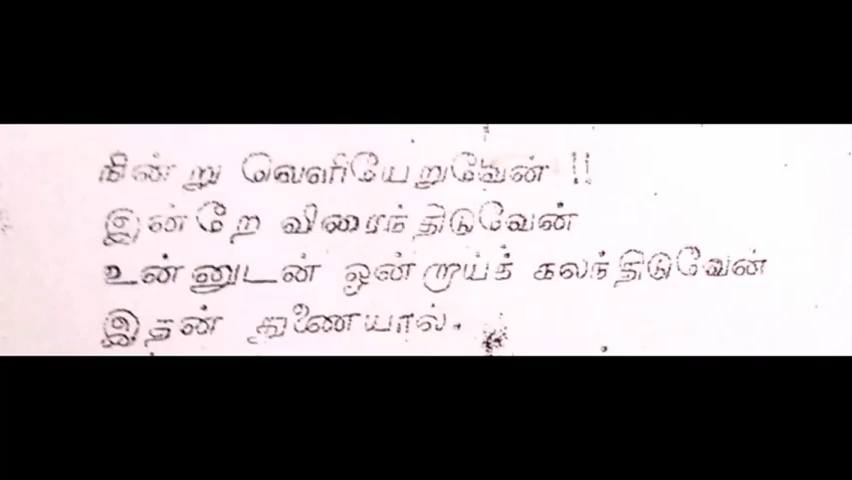 நின்று வெளியேறுவேன் !!
இன்றே விரைந்திடுவேன்
உன்னுடன் ஒன்றாய்க் கலந்திடுவேன்
இதன் துணையால்.